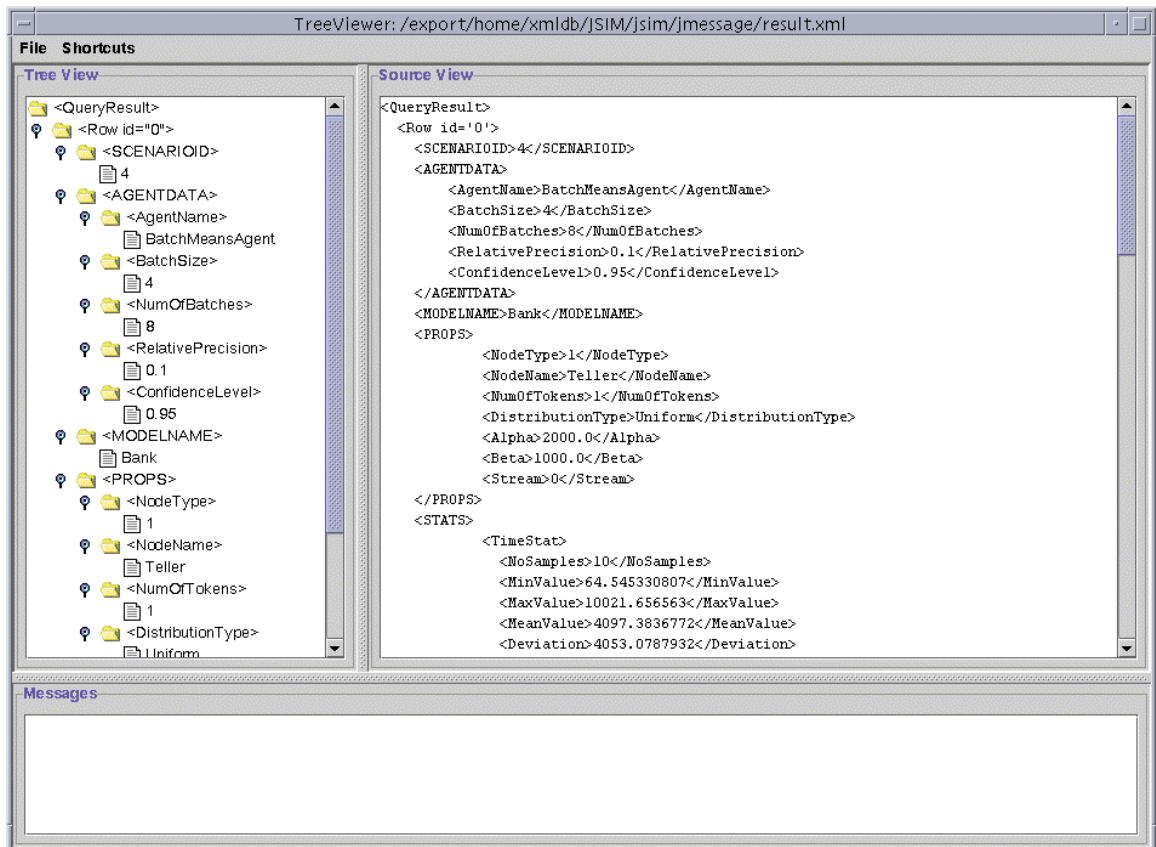 TreeViewer: /export/home/xmldb/JSIM/jsim/jmessage/result.xml
File Shortcuts
Tree View
<QueryResult>
<Row id="0">
<SCENARIOID>
4
<AGENTDATA>
<AgentName>
BatchMeansAgent
<BatchSize>
4
<NumOfBatches>
8
<RelativePrecision>
0.1
<ConfidenceLevel>
0.95
<MODELNAME>
Bank
<PROPS>
<NodeType>
1
<NodeName>
Teller
<NumOfTokens>
1
<DistributionType>
Uniform
Source View
<QueryResult>
<Row id='0'>
<SCENARIOID>4</SCENARIOID>
<AGENTDATA>
<AgentName>BatchMeansAgent</AgentName>
<BatchSize>4</BatchSize>
<NumOfBatches>8</NumOfBatches>
<RelativePrecision>0.1</RelativePrecision>
<ConfidenceLevel>0.95</ConfidenceLevel>
</AGENTDATA>
<MODELNAME>Bank</MODELNAME>
<PROPS>
<NodeType>1</NodeType>
<NodeName>Teller</NodeName>
<NumOfTokens>1</NumOfTokens>
<DistributionType>Uniform</DistributionType>
<Alpha>2000.0</Alpha>
<Beta>1000.0</Beta>
<Stream>0</Stream>
</PROPS>
<STATS>
<TimeStat>
<NoSamples>10</NoSamples>
<MinValue>64.545330807</MinValue>
<MaxValue>10021.656563</MaxValue>
<MeanValue>4097.3836772</MeanValue>
<Deviation>4053.0787932</Deviation>
Messages